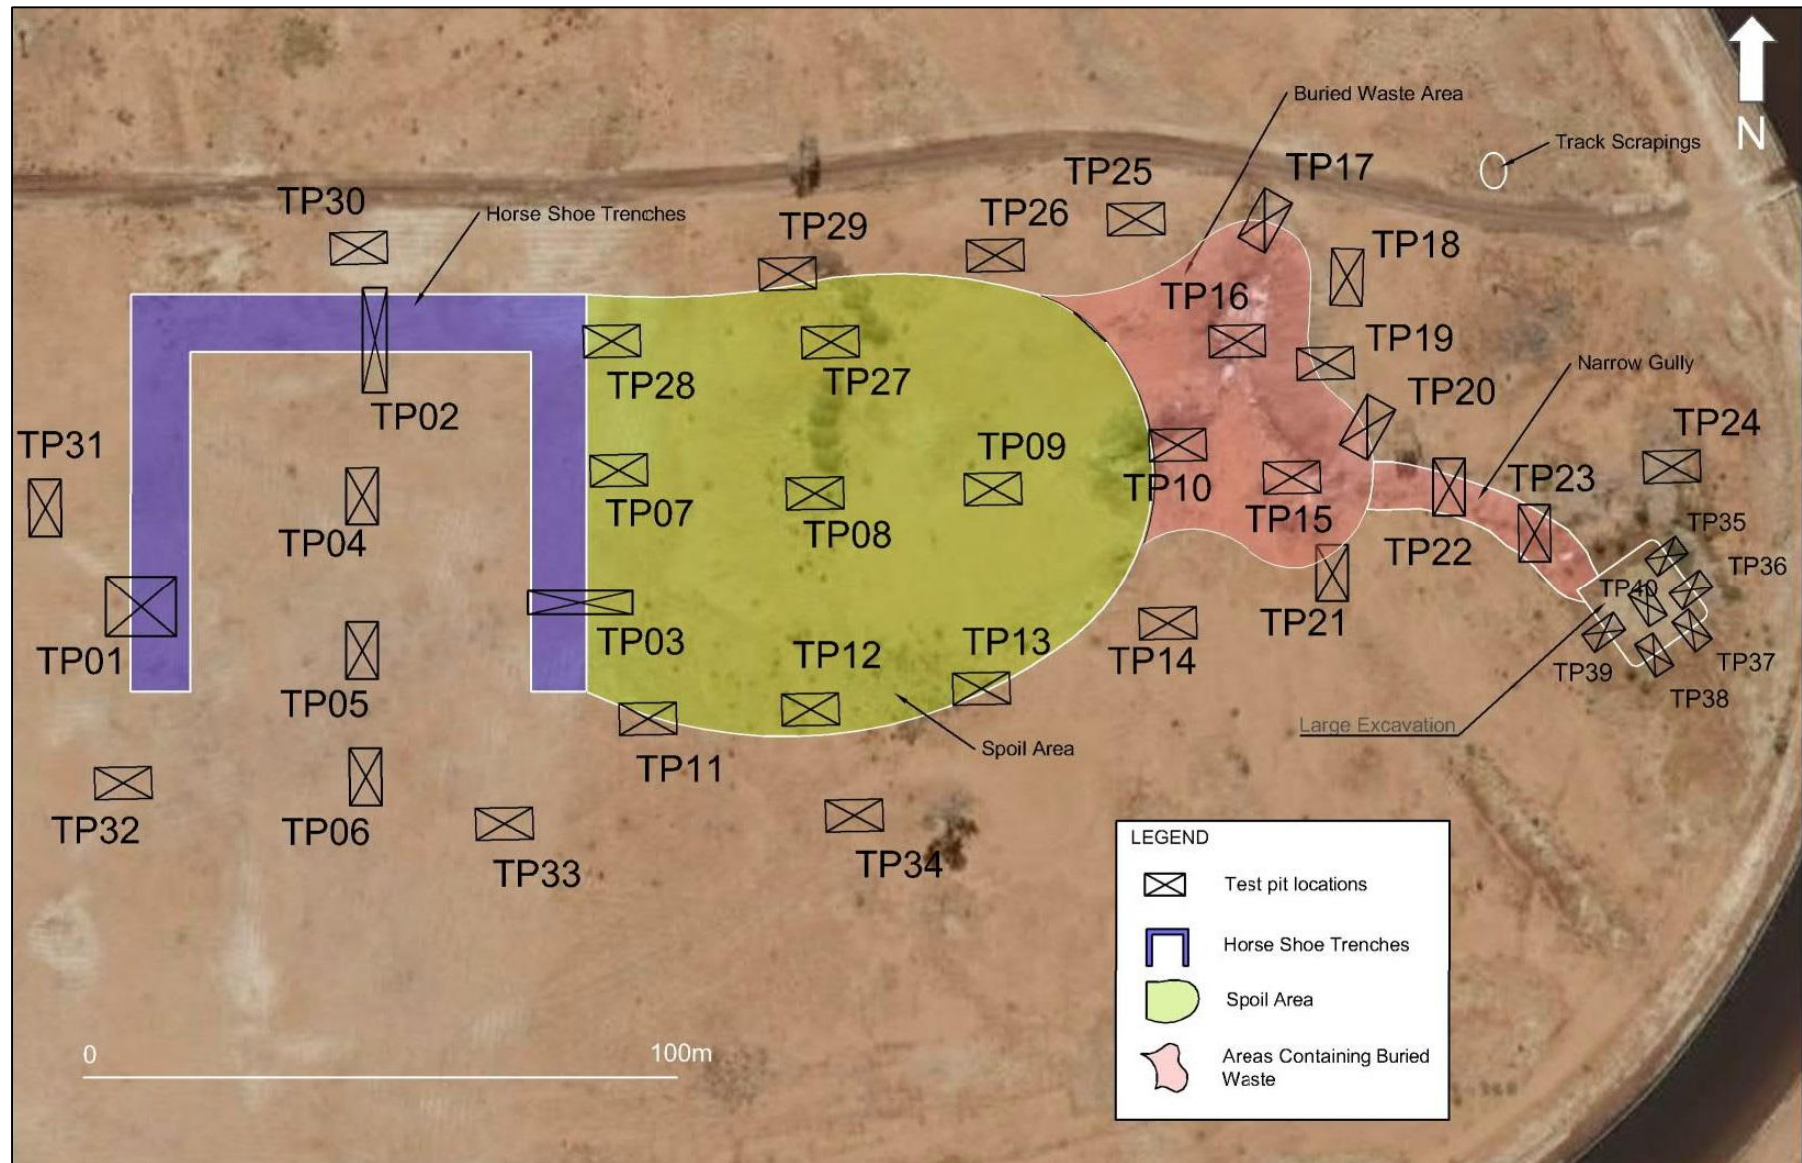 Buried Waste Area
Track Scrapings
N
TP17
TP25
TP30
Horse Shoe Trenches
TP26
TP29
TP18
TP16
TP19
Narrow Gully
TP28
TP27
TP20
TP02
TP24
TP31
TP09
TP23
TP10
TP07
TP15
TP08
TP04
TP22
TP35
TP36
TP40
TP21
TP03
TP13
TP12
TP14
TP01
TP39
TP37
TP38
TP05
Large Excavation
Spoil Area
TP11
TP32
TP06
TP33
TP34
LEGEND
Test pit locations
Horse Shoe Trenches
Spoil Area
Areas Containing Buried
Waste
0 100m